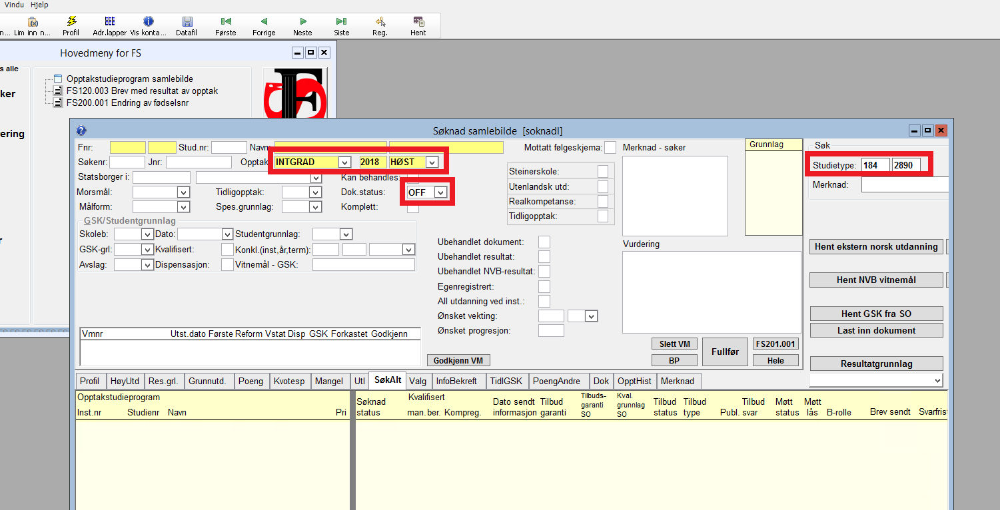 Vindu Hjelp
n... Lim inn n... Profil Adr.lapper Vis konta... Datafil Første Forrige Neste Siste Reg. Hent
Hovedmeny for FS
s alle
ker
ering
r
Opptakstudieprogram samlebilde
FS120.003 Brev med resultat av opptak
FS200.001 Endring av fødselsnr
Søknad samlebilde [soknadl]
Fnr: Stud.nr: Navn: Mottatt følgeskjema: Merknad - søker Grunnlag Søk
Søkenr: Jnr: Opptak INTGRAD 2018 HØST
Studietype: 184 2890
Statsborger i: Kan behandles:
Merknad:
Morsmål: Tidligopptak: Dok.status: OFF
Målform: Spes.grunnlag: Komplett:
Steinerskole:
Utenlandsk utd:
Realkompetanse:
Tidligopptak:
GSK/Studentgrunnlag
Skoleb: Dato: Studentgrunnlag:
GSK-grl: Kvalifisert: Konkl.(inst,år,term):
Avslag: Dispensasjon: Vitnemål - GSK:
Ubehandlet dokument:
Ubehandlet resultat:
Ubehandlet NVB-resultat:
Egenregistrert:
All utdanning ved inst.:
Ønsket vekting:
Ønsket progresjon:
Vurdering
Hent ekstern norsk utdanning
Hent NVB vitnemål
Hent GSK fra SO
Last inn dokument
Resultatgrunnlag
Vmnr Utst.dato Første Reform Vstat Disp GSK Forkastet Godkjenn
Godkjenn VM
Slett VM Fullfør FS201.001
BP Hele
Profil HøyUtd Res.grl. Grunnutd. Poeng Kvotesp Mangel Utl SøkAlt Valg InfoBekreft TidlGSK PoengAndre Dok OpptHist Merknad
Opptakstudieprogram
Inst.nr Studienr Navn Pri
Søknad status
Kvalifisert
man. ber. Kompreg.
Dato sendt informasjon
Tilbud garanti
Tilbuds-garanti SO
Kval. grunnlag SO
Tilbud status
Tilbud type
Publ.
Tilbud svar
Møtt status
Møtt lås
B-rolle
Brev sendt
Svarfris